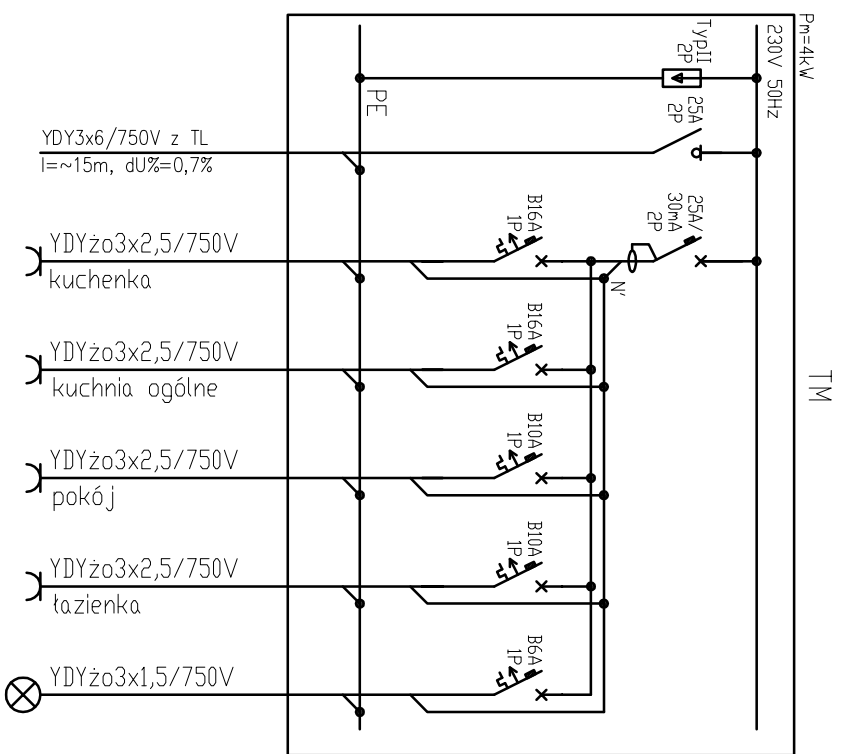 Pm=4kW
230V 50Hz
TypII
2P
PE
25A
2P
YDY3x6/750V z TL
l=~15m, dU%=0,7%
25A/
30mA
2P
N'
TM
B16A
1P
YDYżo3x2,5/750V
kuchenka
B16A
1P
YDYżo3x2,5/750V
kuchnia ogólne
B10A
1P
YDYżo3x2,5/750V
pokój
B10A
1P
YDYżo3x2,5/750V
łazienka
B6A
1P
YDYżo3x1,5/750V